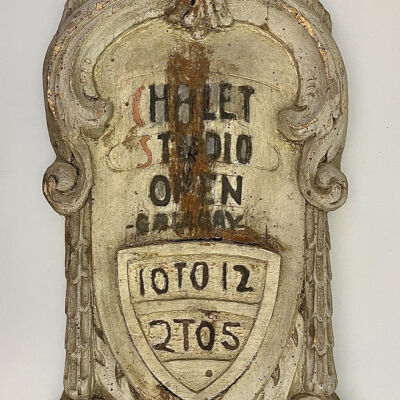 CHALET
STUDIO
OPEN
10 TO 12
2 TO 5